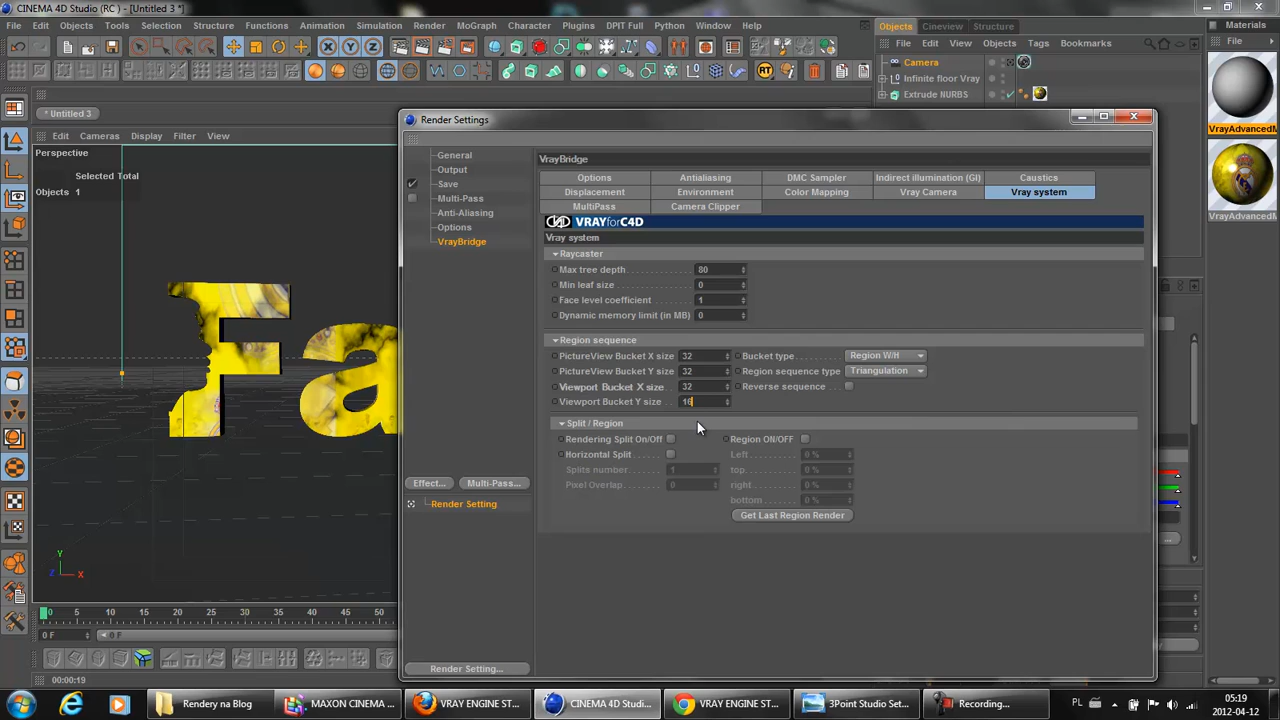 CINEMA 4D Studio (RC ) - [Untitled 3 *]
File Edit Objects Tools Selection Structure Functions Animation Simulation Render MoGraph Character Plugins DPIT Full Python Window Help
Objects Cineview Structure
Materials
File Edit View Objects Tags Bookmarks
File
Camera
Infinite floor Vray
Extrude NURBS
* Untitled 3
Edit Cameras Display Filter View
Perspective
Selected Total
Objects 1
VrayAdvancedM
VrayAdvancedM
Render Settings
General
Output
Save
Multi-Pass
Anti-Aliasing
Options
VrayBridge
Effect... Multi-Pass...
Render Setting
Render Setting...
VrayBridge
Options Antialiasing DMC Sampler Indirect illumination (GI) Caustics
Displacement Environment Color Mapping Vray Camera Vray system
MultiPass Camera Clipper
VRAYforC4D
Vray system
Raycaster
Max tree depth 80
Min leaf size 0
Face level coefficient 1
Dynamic memory limit (in MB) 0
Region sequence
PictureView Bucket X size 32 Bucket type Region W/H
PictureView Bucket Y size 32 Region sequence type Triangulation
Viewport Bucket X size 32 Reverse sequence
Viewport Bucket Y size 16
Split / Region
Rendering Split On/Off Region ON/OFF
Horizontal Split Left 0 %
Splits number 1 top 0 %
Pixel Overlap 0 right 0 %
bottom 0 %
Get Last Region Render
Fa
Y
Z X
0 5 10 15 20 25 30 35 40 45 50
0 F 0 F
00:00:19
Rendery na Blog MAXON CINEMA ... VRAY ENGINE ST... CINEMA 4D Studi... VRAY ENGINE ST... 3Point Studio Set... Recording... PL 05:19
2012-04-12